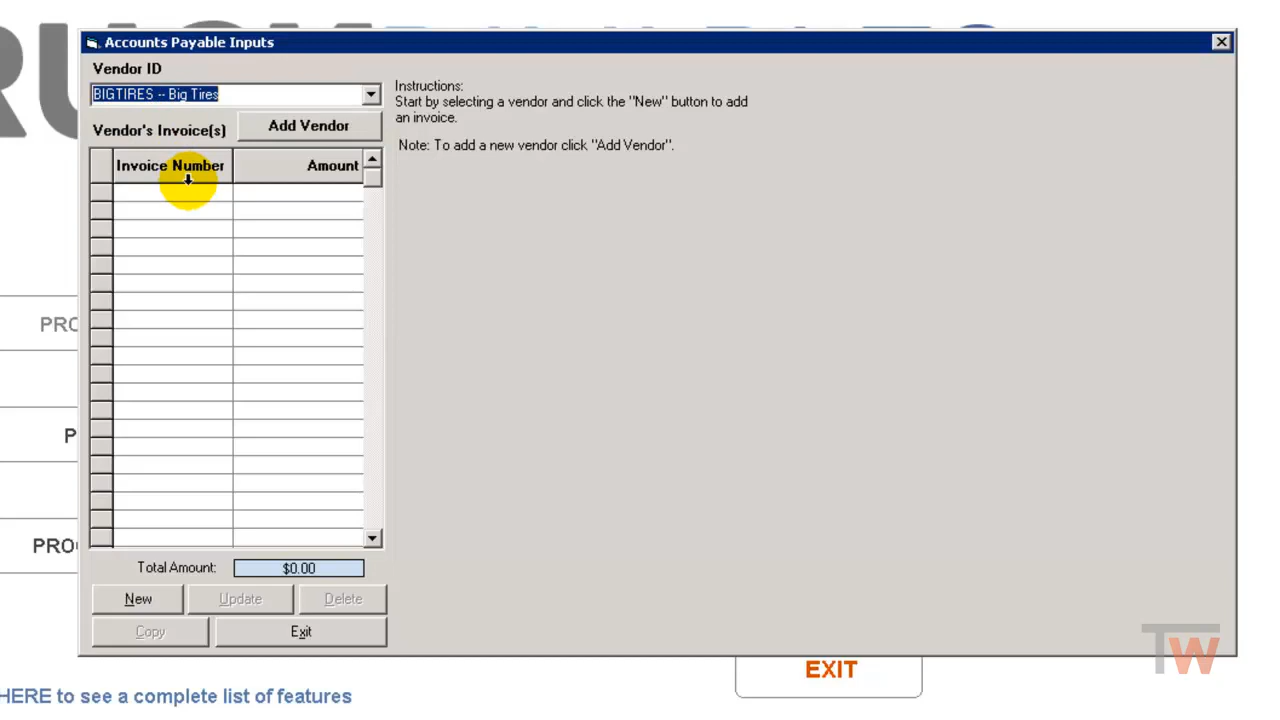 Accounts Payable Inputs
Vendor ID
BIGTIRES -- Big Tires
Instructions:
Start by selecting a vendor and click the "New" button to add
an invoice.
Note: To add a new vendor click "Add Vendor".
Vendor's Invoice(s)
Add Vendor
Invoice Number
Amount
PRO
P
PRO
Total Amount:
$0.00
New
Update
Delete
Copy
Exit
TW
EXIT
HERE to see a complete list of features